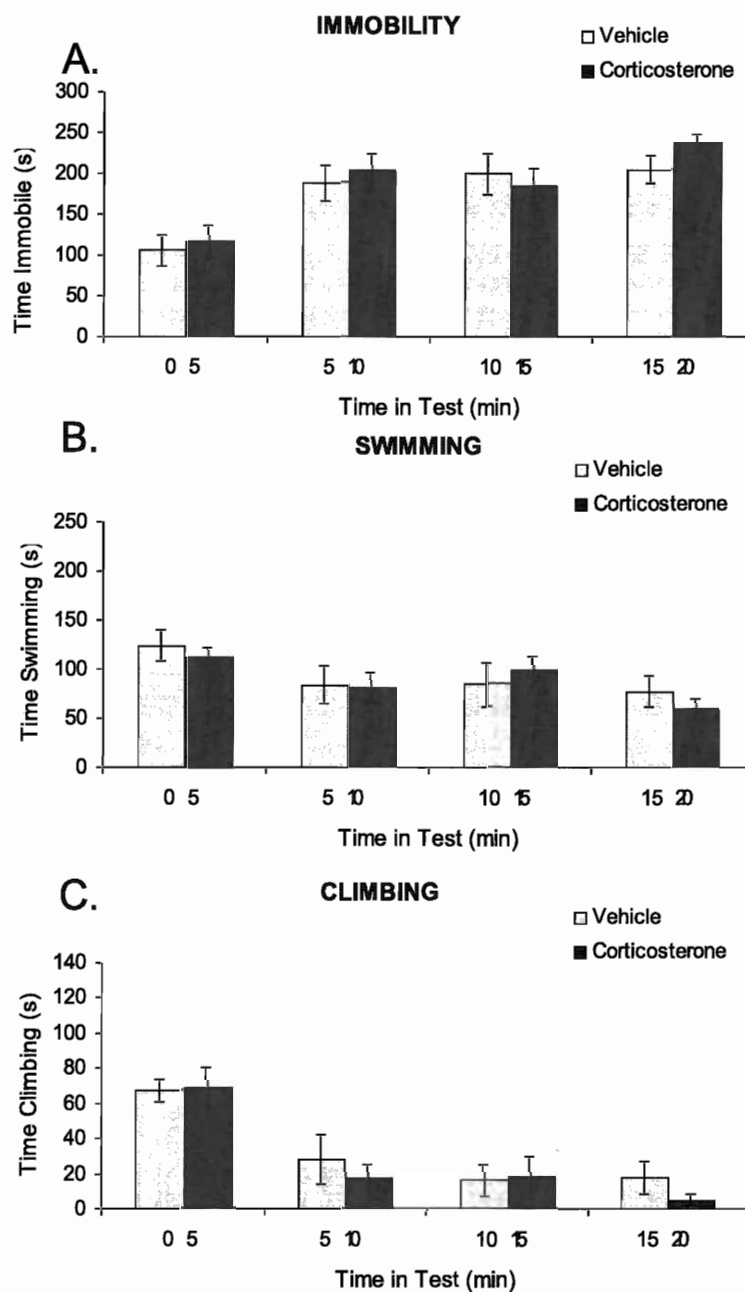 IMMOBILITY
A.
Vehicle
Corticosterone
Time Immobile (s)
300
250
200
150
100
50
0
0 5 5 10 10 15 15 20
Time in Test (min)
B.
SWIMMING
Vehicle
Corticosterone
Time Swimming (s)
250
200
150
100
50
0
0 5 5 10 10 15 15 20
Time in Test (min)
C.
CLIMBING
Vehicle
Corticosterone
Time Climbing (s)
140
120
100
80
60
40
20
0
0 5 5 10 10 15 15 20
Time in Test (min)